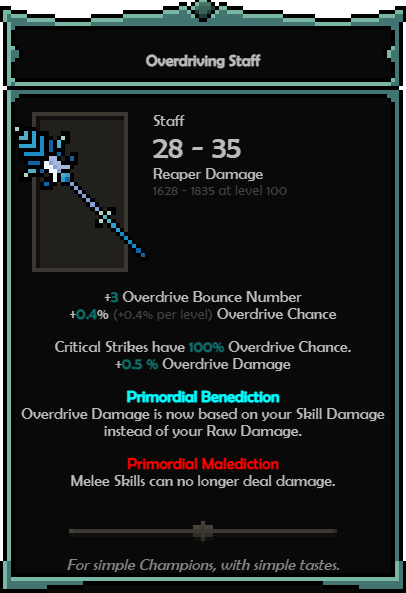 Overdriving Staff
Staff
28 - 35
Reaper Damage
1628 - 1835 at level 100
+3 Overdrive Bounce Number
+0.4% (+0.4% per level) Overdrive Chance
Critical Strikes have 100% Overdrive Chance.
+0.5 % Overdrive Damage
Primordial Benediction
Overdrive Damage is now based on your Skill Damage
instead of your Raw Damage.
Primordial Malediction
Melee Skills can no longer deal damage.
For simple Champions, with simple tastes.